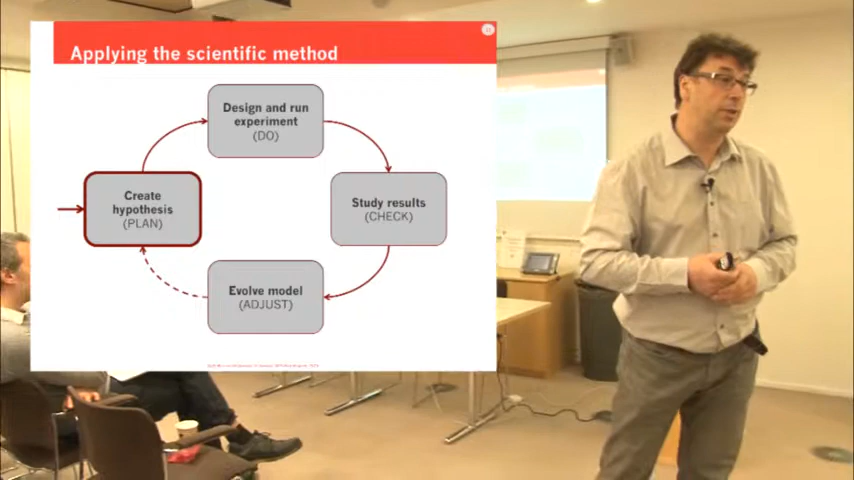 Applying the scientific method
Design and run
experiment
(DO)
Create
hypothesis
(PLAN)
Study results
(CHECK)
Evolve model
(ADJUST)